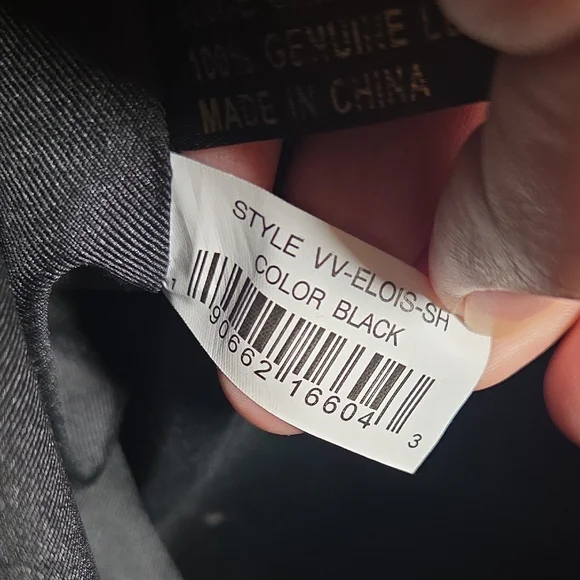 100% GENUINE
MADE IN CHINA
STYLE VV-ELOIS-SH
COLOR BLACK
1 90662 16604 3